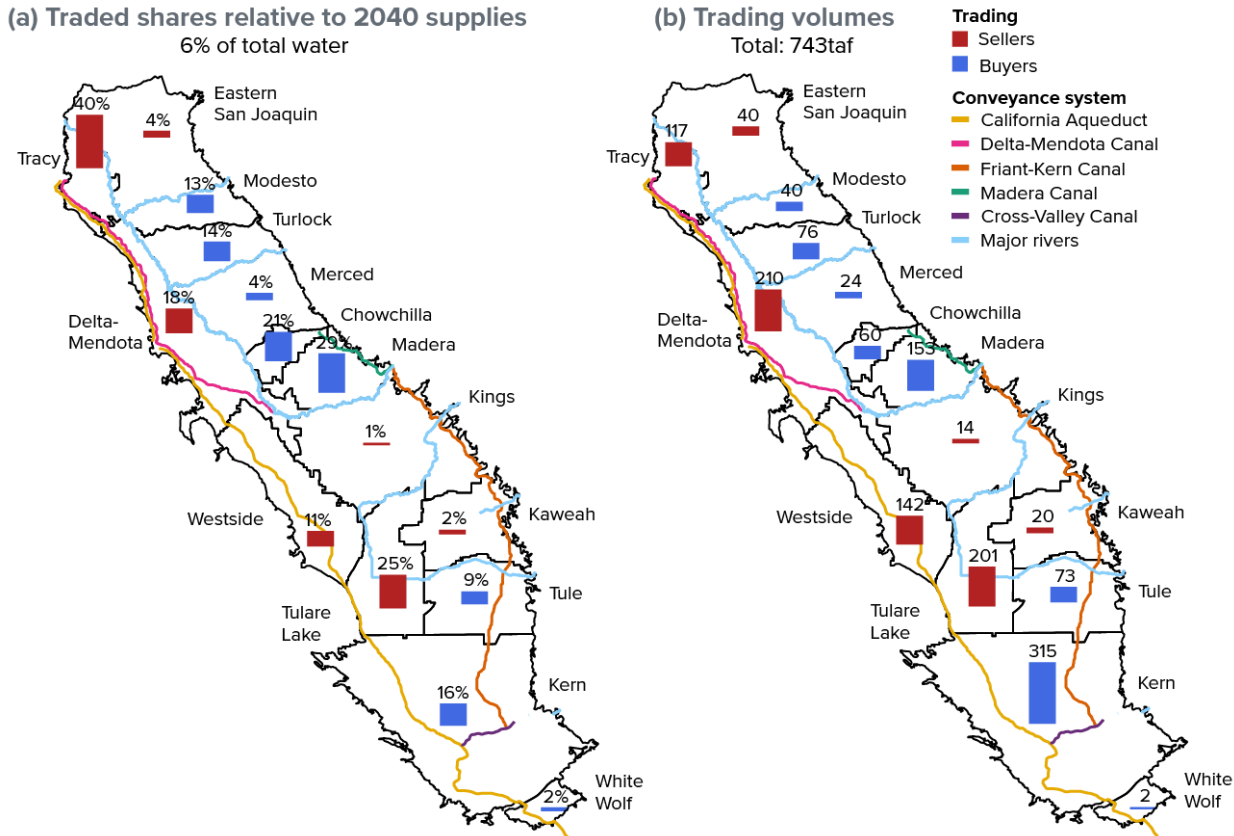 (a) Traded shares relative to 2040 supplies
6% of total water
40%
4%
Eastern
San Joaquin
Tracy
13%
Modesto
14%
Turlock
4%
Merced
18%
Delta-
Mendota
21%
29%
Chowchilla
Madera
1%
Kings
Westside
11%
2%
Kaweah
25%
9%
Tule
Tulare
Lake
16%
Kern
2%
White
Wolf
(b) Trading volumes
Total: 743taf
117
40
Eastern
San Joaquin
Tracy
40
Modesto
76
Turlock
210
24
Merced
Delta-
Mendota
60
153
Chowchilla
Madera
14
Kings
Westside
142
20
Kaweah
201
73
Tule
Tulare
Lake
315
Kern
2
White
Wolf
Trading
Sellers
Buyers
Conveyance system
California Aqueduct
Delta-Mendota Canal
Friant-Kern Canal
Madera Canal
Cross-Valley Canal
Major rivers